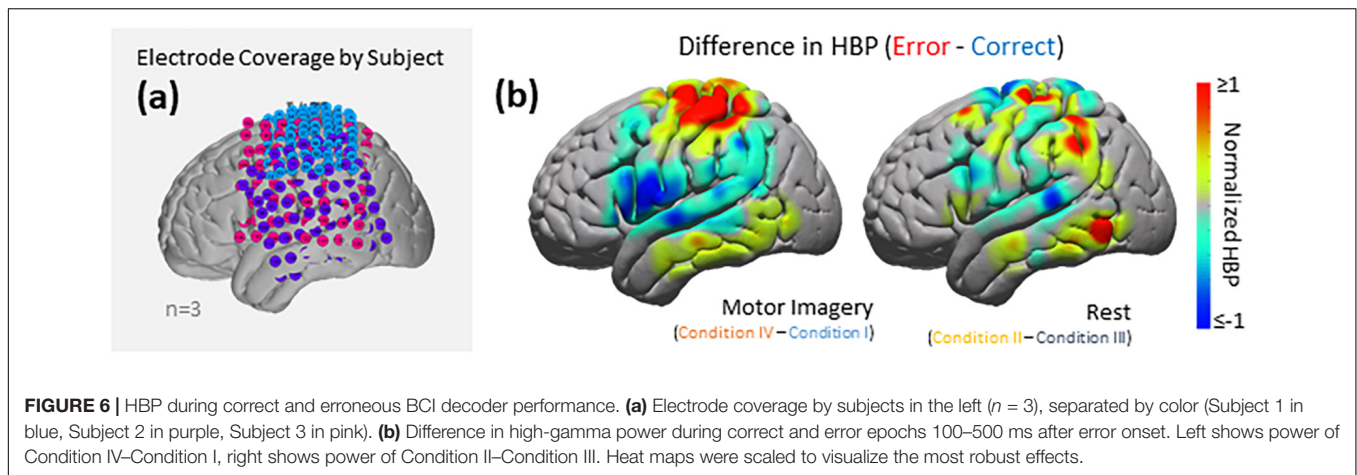 Electrode Coverage by Subject
(a)
n=3
Difference in HBP (Error - Correct)
(b)
Motor Imagery
(Condition IV – Condition I)
Rest
(Condition II – Condition III)
≥1
Normalized HBP
≤-1
FIGURE 6 | HBP during correct and erroneous BCI decoder performance. (a) Electrode coverage by subjects in the left (n = 3), separated by color (Subject 1 in
blue, Subject 2 in purple, Subject 3 in pink). (b) Difference in high-gamma power during correct and error epochs 100–500 ms after error onset. Left shows power of
Condition IV–Condition I, right shows power of Condition II–Condition III. Heat maps were scaled to visualize the most robust effects.